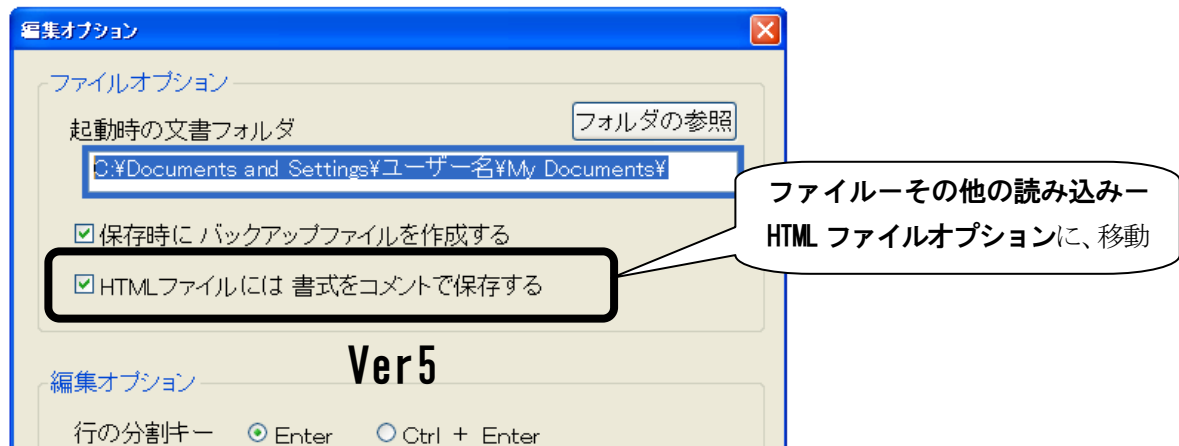 編集オプション
ファイルオプション
起動時の文書フォルダ
フォルダの参照
C:¥Documents and Settings¥ユーザー名¥My Documents¥
ファイルーその他の読み込みー
HTML ファイルオプションに、移動
保存時に バックアップファイルを作成する
HTMLファイルには 書式をコメントで保存する
Ver5
編集オプション
行の分割キー Enter Ctrl + Enter